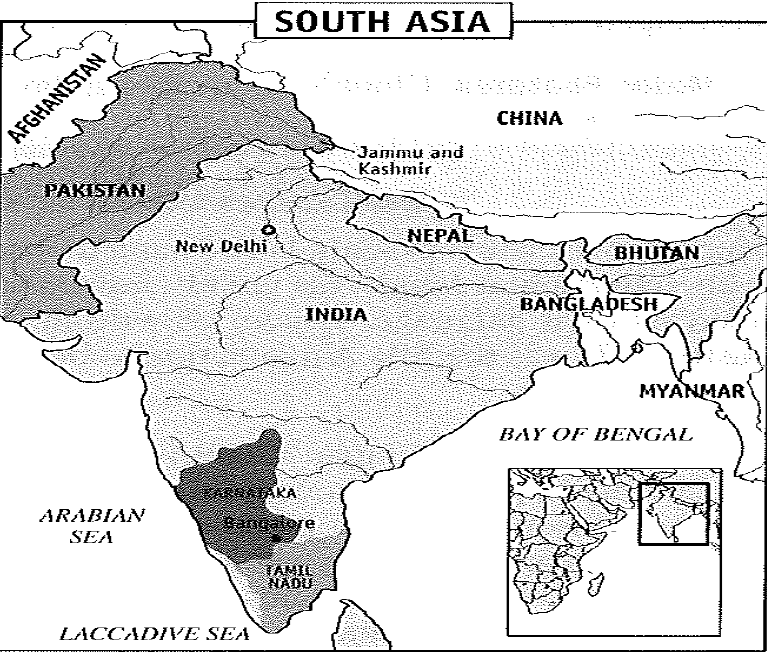 SOUTH ASIA
AFGHANISTAN
CHINA
Jammu and
Kashmir
PAKISTAN
New Delhi
NEPAL
BHUTAN
INDIA
BANGLADESH
MYANMAR
BAY OF BENGAL
KARNATAKA
ARABIAN
SEA
Bangalore
TAMIL
NADU
LACCADIVE SEA